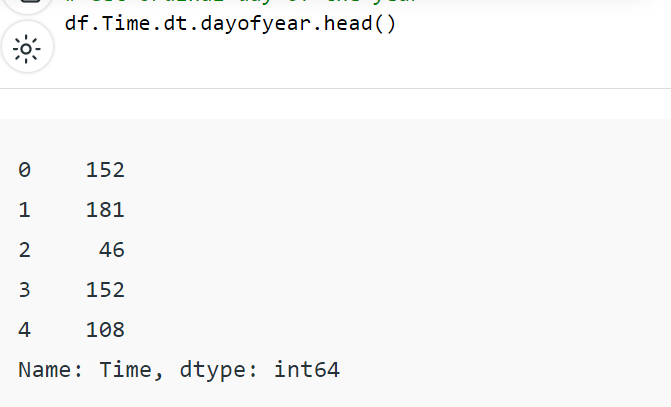 df.Time.dt.dayofyear.head()
0 152
1 181
2 46
3 152
4 108
Name: Time, dtype: int64